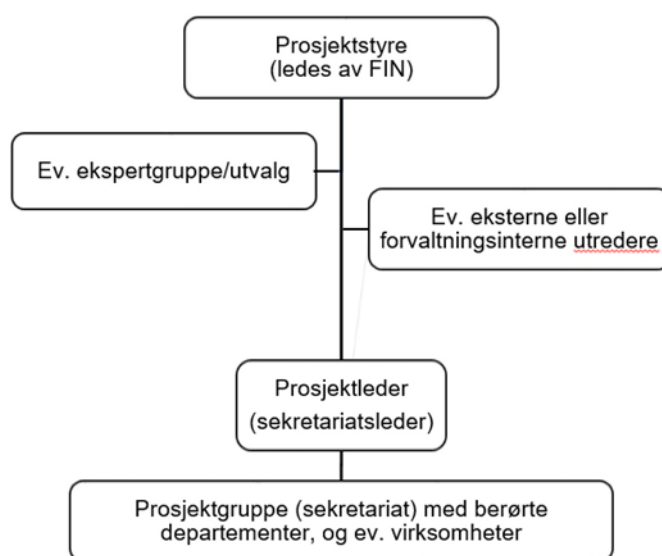 Prosjektstyre
(ledes av FIN)
Ev. ekspertgruppe/utvalg
Ev. eksterne eller
forvaltningsinterne utredere
Prosjektleder
(sekretariatsleder)
Prosjektgruppe (sekretariat) med berørte
departementer, og ev. virksomheter